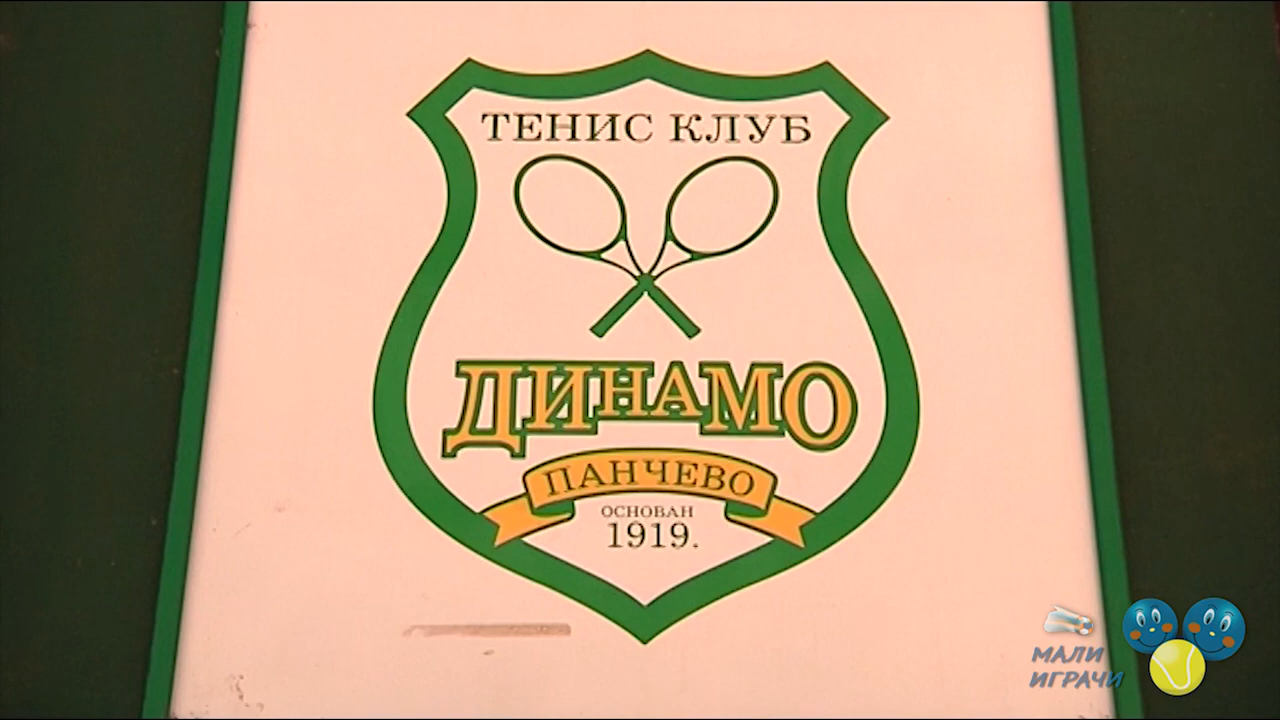 ТЕНИС КЛУБ
ДИНАМО
ПАНЧЕВО
ОСНОВАН
1919.
МАЛИ
ИГРАЧИ